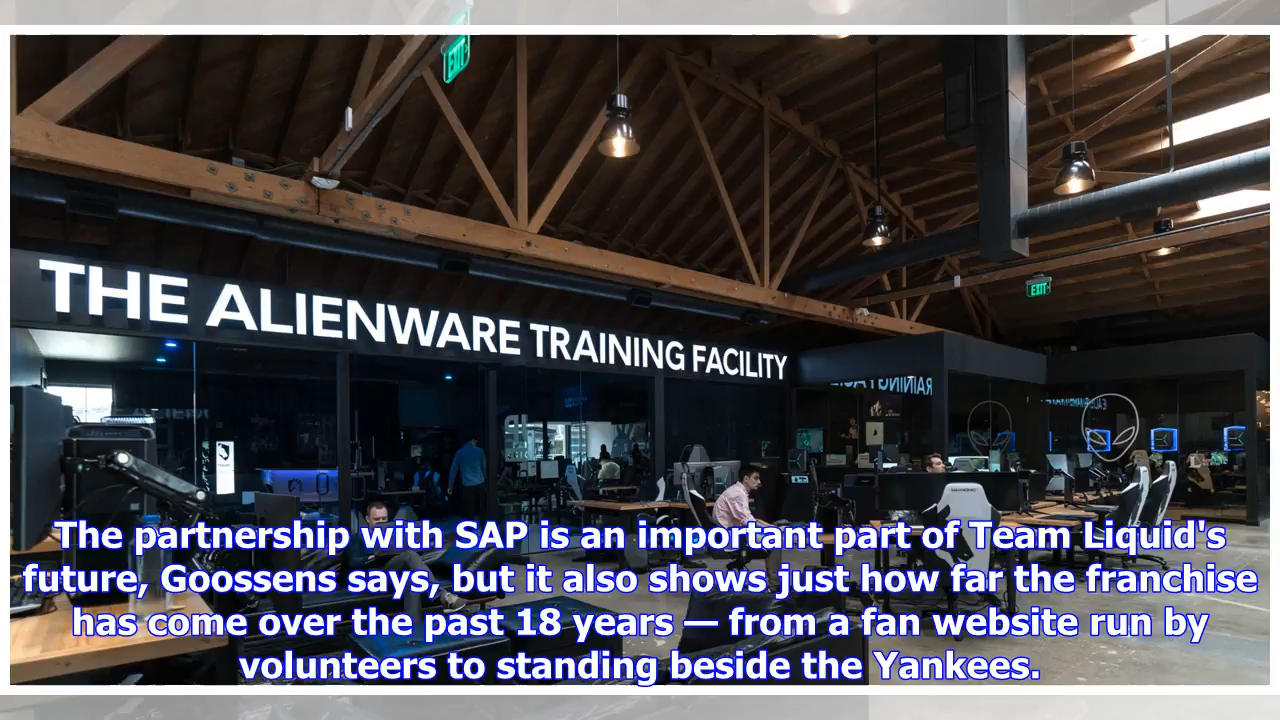 EXIT
EXIT
THE ALIENWARE TRAINING FACILITY
The partnership with SAP is an important part of Team Liquid's
future, Goossens says, but it also shows just how far the franchise
has come over the past 18 years — from a fan website run by
volunteers to standing beside the Yankees.